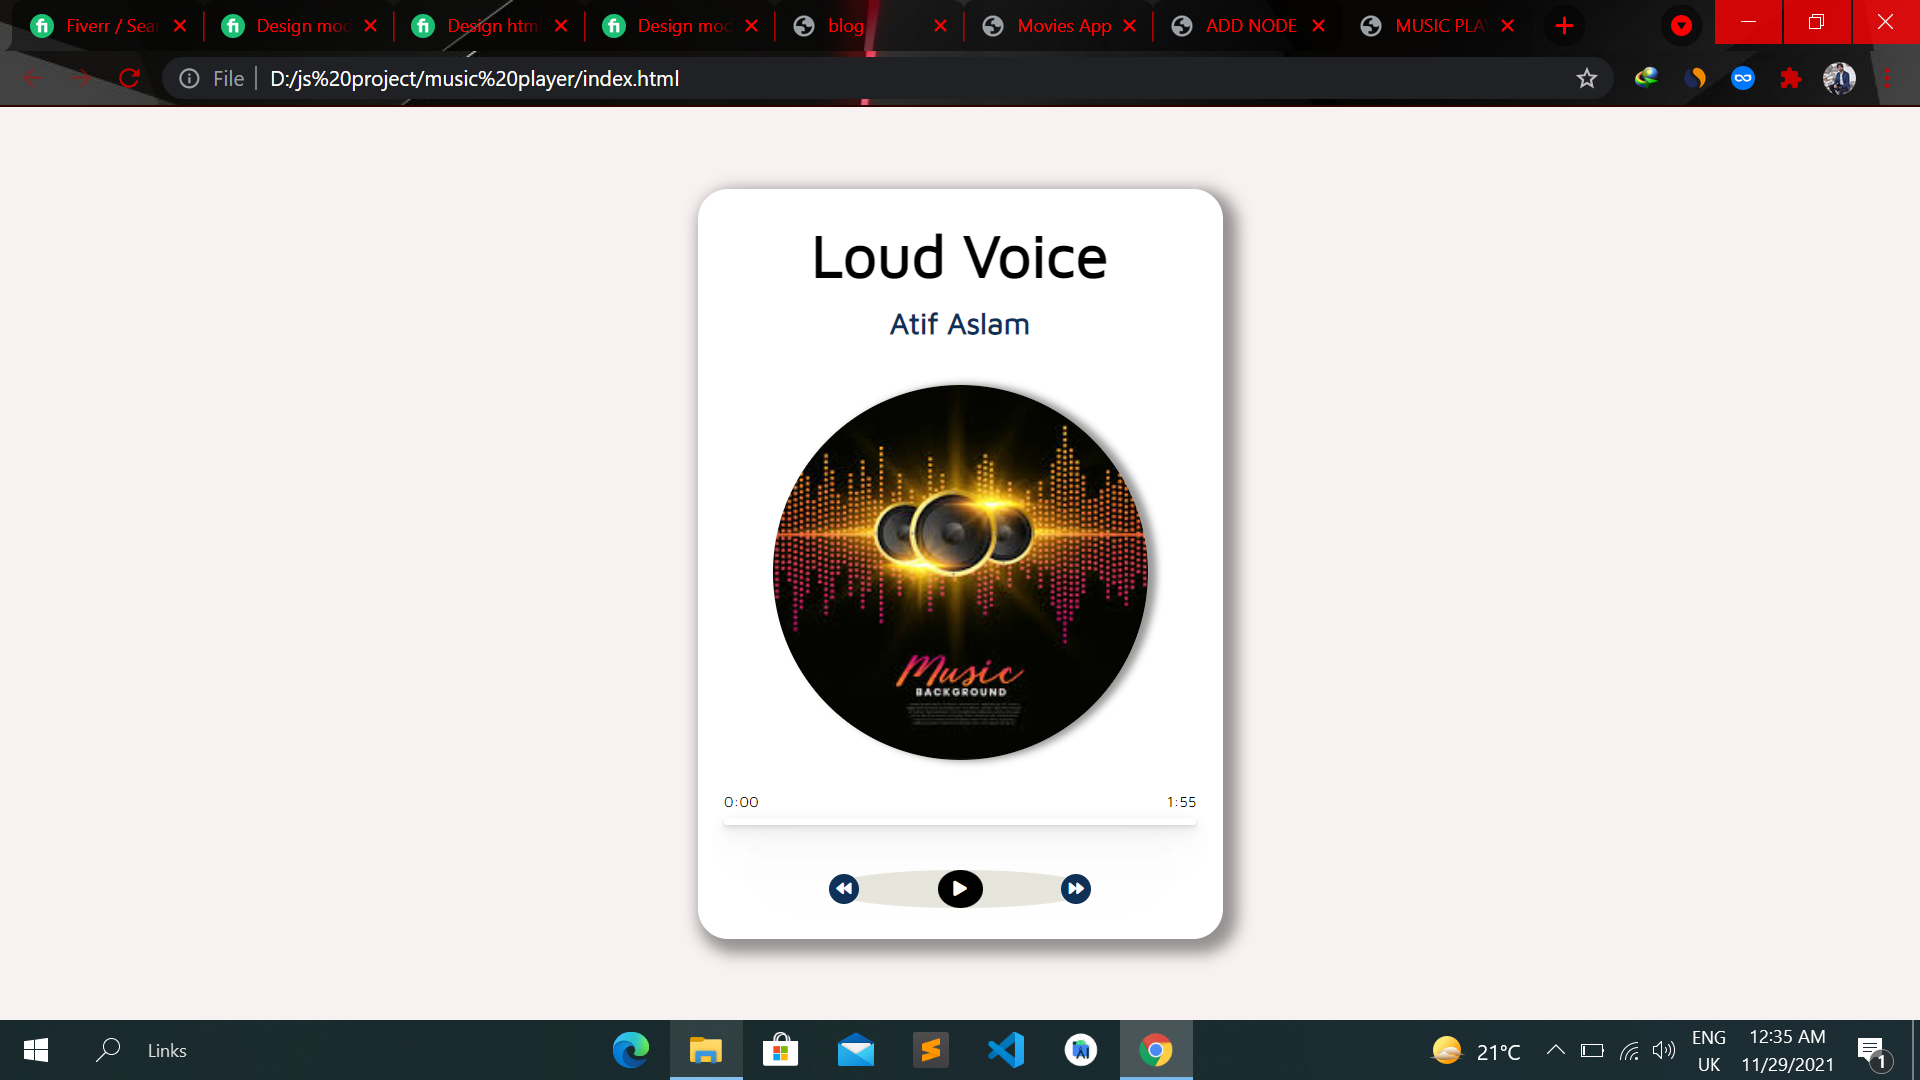 Fiverr / Sear
Design mod
Design htm
Design mod
blog
Movies App
ADD NODE
MUSIC PLA
File
D:/js%20project/music%20player/index.html
Loud Voice
Atif Aslam
Music
BACKGROUND
0:00
1:55
Links
21°C
ENG
UK
12:35 AM
11/29/2021
1